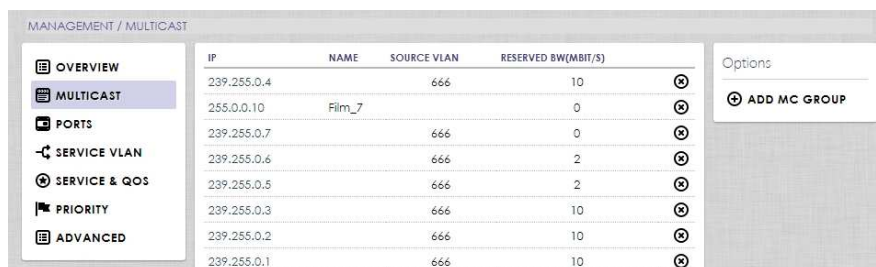 MANAGEMENT / MULTICAST
OVERVIEW
MULTICAST
PORTS
SERVICE VLAN
SERVICE & QOS
PRIORITY
ADVANCED
IP NAME SOURCE VLAN RESERVED BW(MBIT/S)
239.255.0.4 666 10
255.0.0.10 Film_7 0
239.255.0.7 666 0
239.255.0.6 666 2
239.255.0.5 666 2
239.255.0.3 666 10
239.255.0.2 666 10
239.255.0.1 666 10
Options
ADD MC GROUP